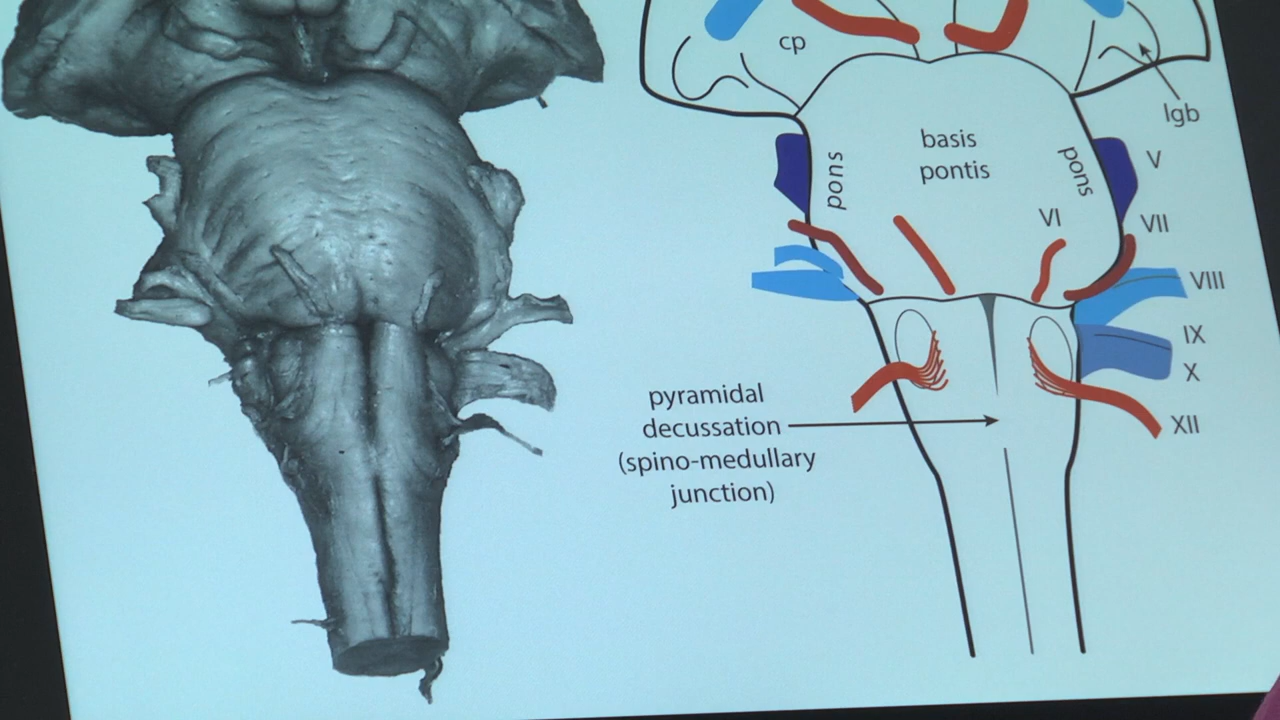 cp
lgb
basis
pontis
pons
pons
V
VI
VII
VIII
IX
X
XII
pyramidal
decussation
(spino-medullary
junction)